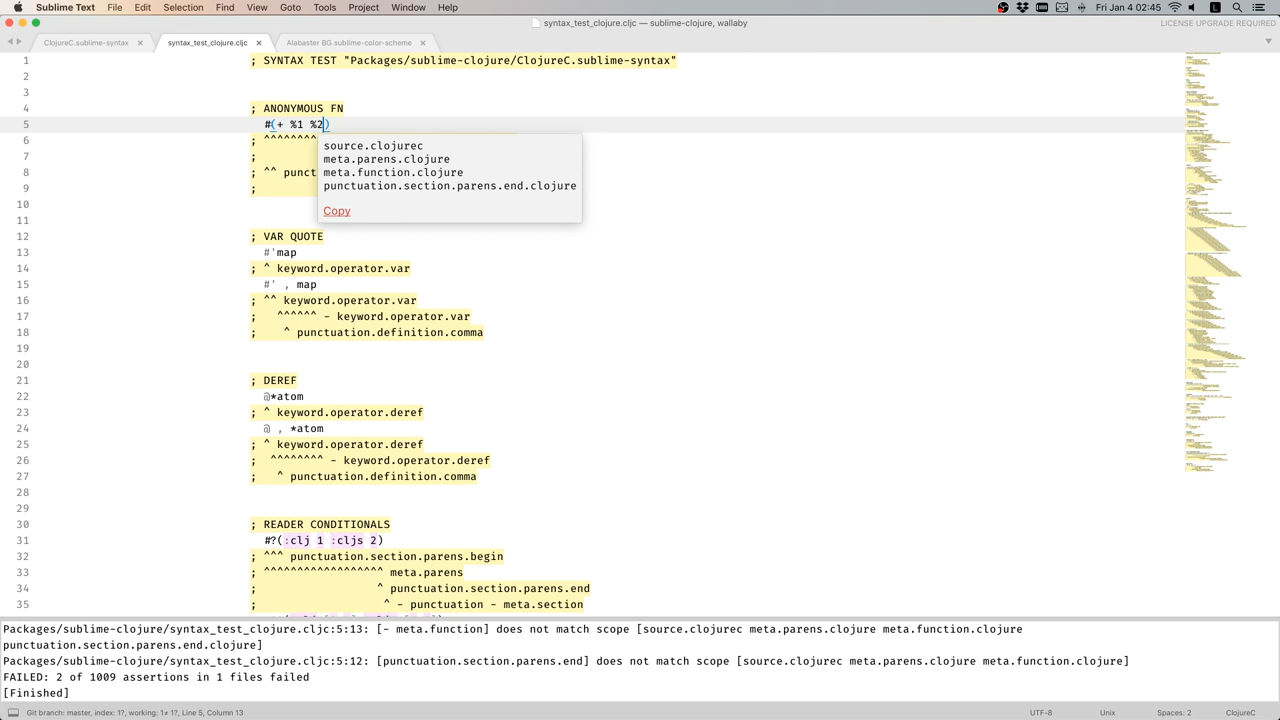 Sublime Text File Edit Selection Find View Goto Tools Project Window Help Fri Jan 4 02:45
syntax_test_clojure.cljc — sublime-clojure, wallaby LICENSE UPGRADE REQUIRED
ClojureC.sublime-syntax syntax_test_clojure.cljc Alabaster BG.sublime-color-scheme
1 ; SYNTAX TEST "Packages/sublime-clojure/ClojureC.sublime-syntax"
2
3
4 ; ANONYMOUS FN
5 #(+ %1 %2)
6 ; ^^^^^^^^
source.clojurec
7 ;
meta.parens.clojure
8 ; ^^ punc
meta.function.clojure
9 ;
punctuation.section.parens.end.clojure
10
Copy
11
12 ; VAR QUOTE
13 #'map
14 ; ^ keyword.operator.var
15 #' , map
16 ; ^^ keyword.operator.var
17 ; ^^^^^^ - keyword.operator.var
18 ; ^ punctuation.definition.comma
19
20
21 ; DEREF
22 @*atom
23 ; ^ keyword.operator.deref
24 @ , *atom
25 ; ^ keyword.operator.deref
26 ; ^^^^^^^^ - keyword.operator.deref
27 ; ^ punctuation.definition.comma
28
29
30 ; READER CONDITIONALS
31 #?(:clj 1 :cljs 2)
32 ; ^^^ punctuation.section.parens.begin
33 ; ^^^^^^^^^^^^^^^^^^ meta.parens
34 ; ^ punctuation.section.parens.end
35 ; ^ - punctuation - meta.section
Packages/sublime-clojure/syntax_test_clojure.cljc:5:13: [- meta.function] does not match scope [source.clojurec meta.parens.clojure meta.function.clojure
punctuation.section.parens.end.clojure]
Packages/sublime-clojure/syntax_test_clojure.cljc:5:12: [punctuation.section.parens.end] does not match scope [source.clojurec meta.parens.clojure meta.function.clojure]
FAILED: 2 of 1009 assertions in 1 files failed
[Finished]
Git branch: master, index: 1?, working: 1≠ 1?, Line 5, Column 13 UTF-8 Unix Spaces: 2 ClojureC